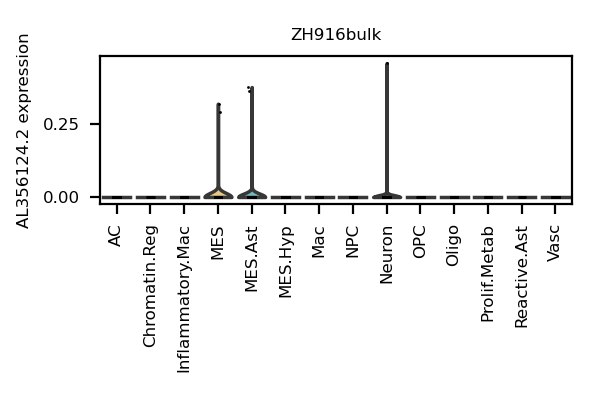 ZH916bulk
AL356124.2 expression
0.25
0.00
AC
Chromatin.Reg
Inflammatory.Mac
MES
MES.Ast
MES.Hyp
Mac
NPC
Neuron
OPC
Oligo
Prolif.Metab
Reactive.Ast
Vasc